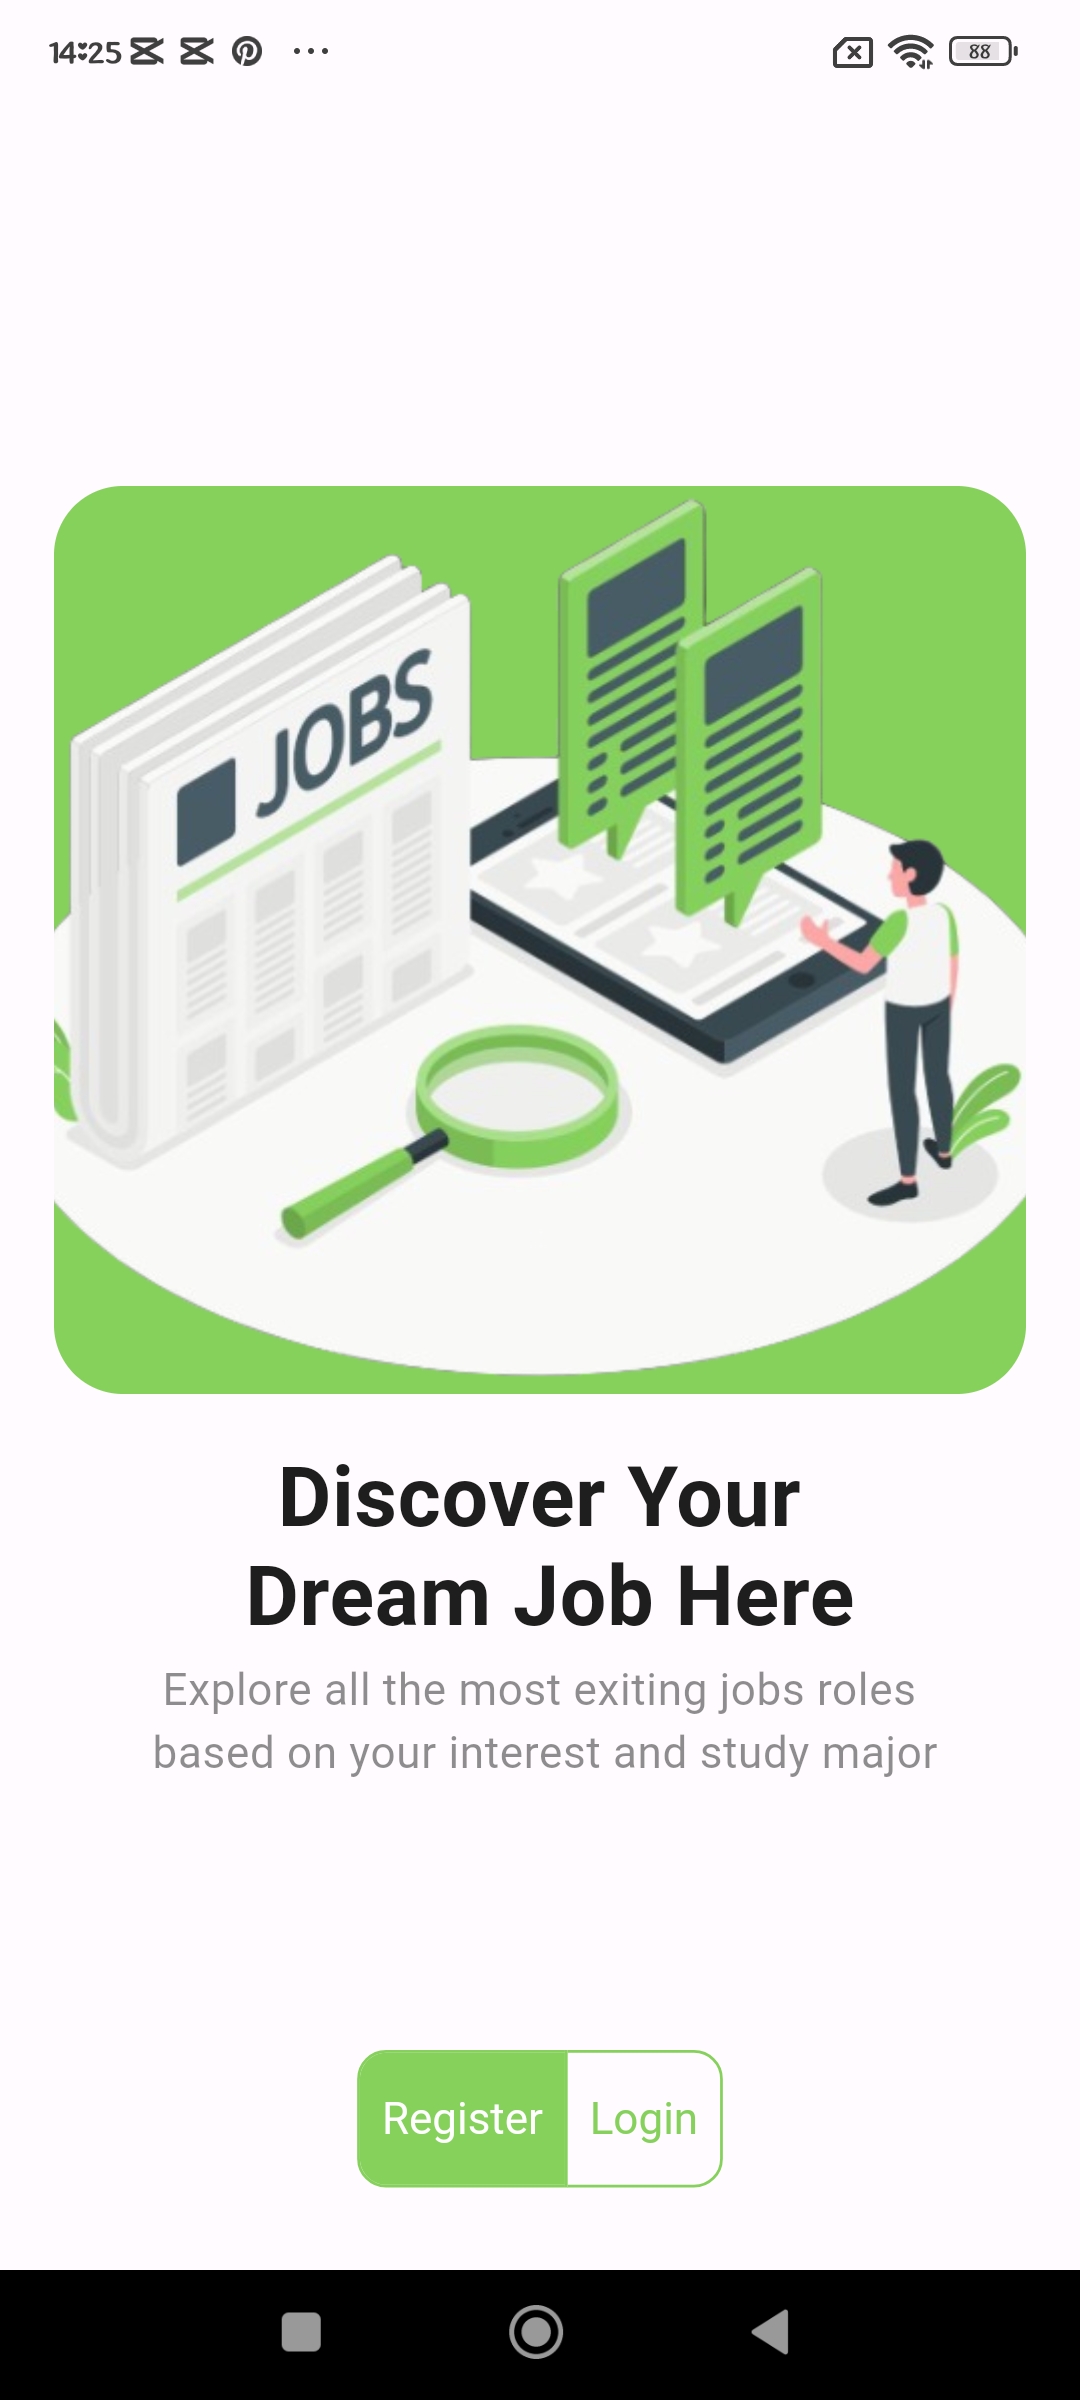 14:25
88
JOBS
Discover Your
Dream Job Here
Explore all the most exiting jobs roles
based on your interest and study major
Register Login